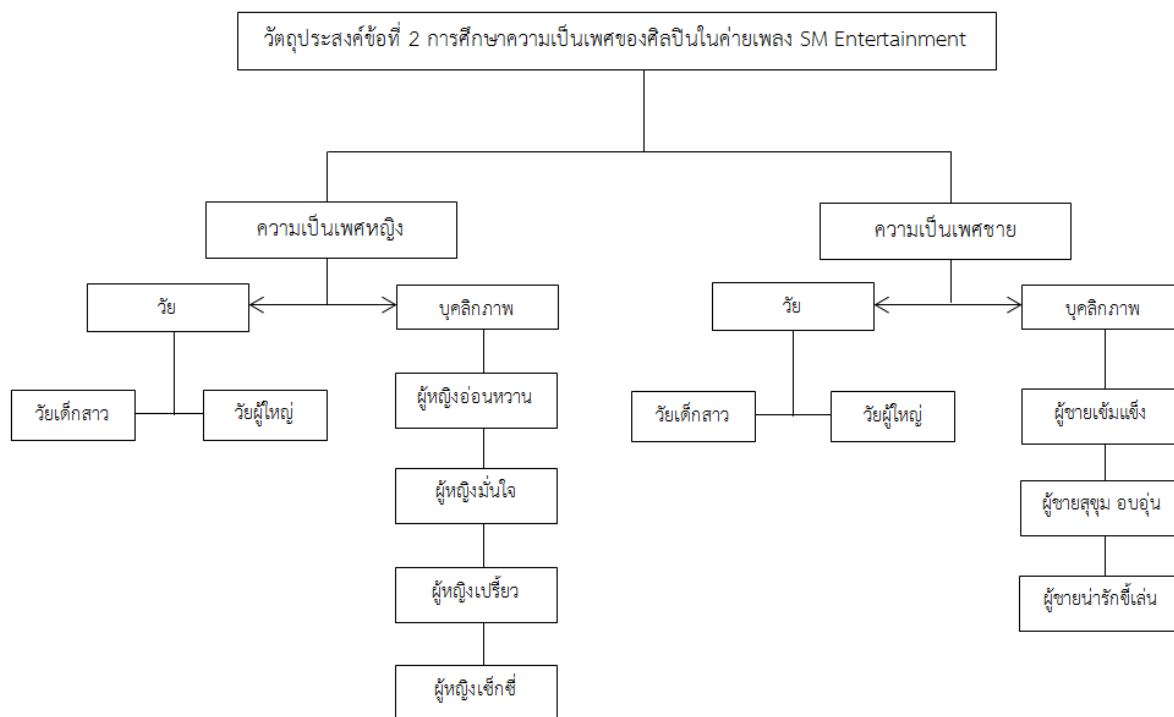 วัตถุประสงค์ข้อที่ 2 การศึกษาความเป็นเพศของศิลปินในค่ายเพลง SM Entertainment
ความเป็นเพศหญิง
ความเป็นเพศชาย
วัย
บุคลิกภาพ
วัย
บุคลิกภาพ
วัยเด็กสาว
วัยผู้ใหญ่
ผู้หญิงอ่อนหวาน
วัยเด็กสาว
วัยผู้ใหญ่
ผู้ชายเข้มแข็ง
ผู้หญิงมั่นใจ
ผู้ชายสุขุม อบอุ่น
ผู้หญิงเปรี้ยว
ผู้ชายน่ารักขี้เล่น
ผู้หญิงเซ็กซี่